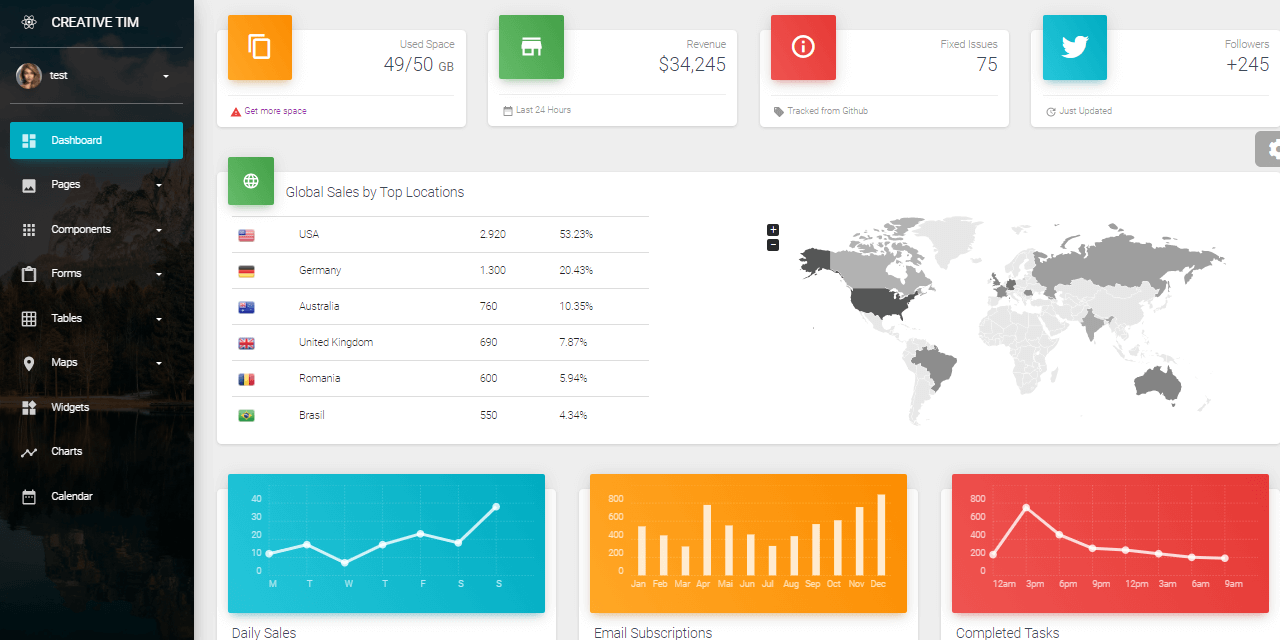 CREATIVE TIM
test
Dashboard
Pages
Components
Forms
Tables
Maps
Widgets
Charts
Calendar
Used Space
49/50 GB
Get more space
Revenue
$34,245
Last 24 Hours
Fixed Issues
75
Tracked from Github
Followers
+245
Just Updated
Global Sales by Top Locations
USA 2.920 53.23%
Germany 1.300 20.43%
Australia 760 10.35%
United Kingdom 690 7.87%
Romania 600 5.94%
Brasil 550 4.34%
+
−
40
30
20
10
0
M T W T F S S
Daily Sales
800
600
400
200
0
Jan Feb Mar Apr Mai Jun Jul Aug Sep Oct Nov Dec
Email Subscriptions
800
600
400
200
0
12am 3pm 6pm 9pm 12pm 3am 6am 9am
Completed Tasks